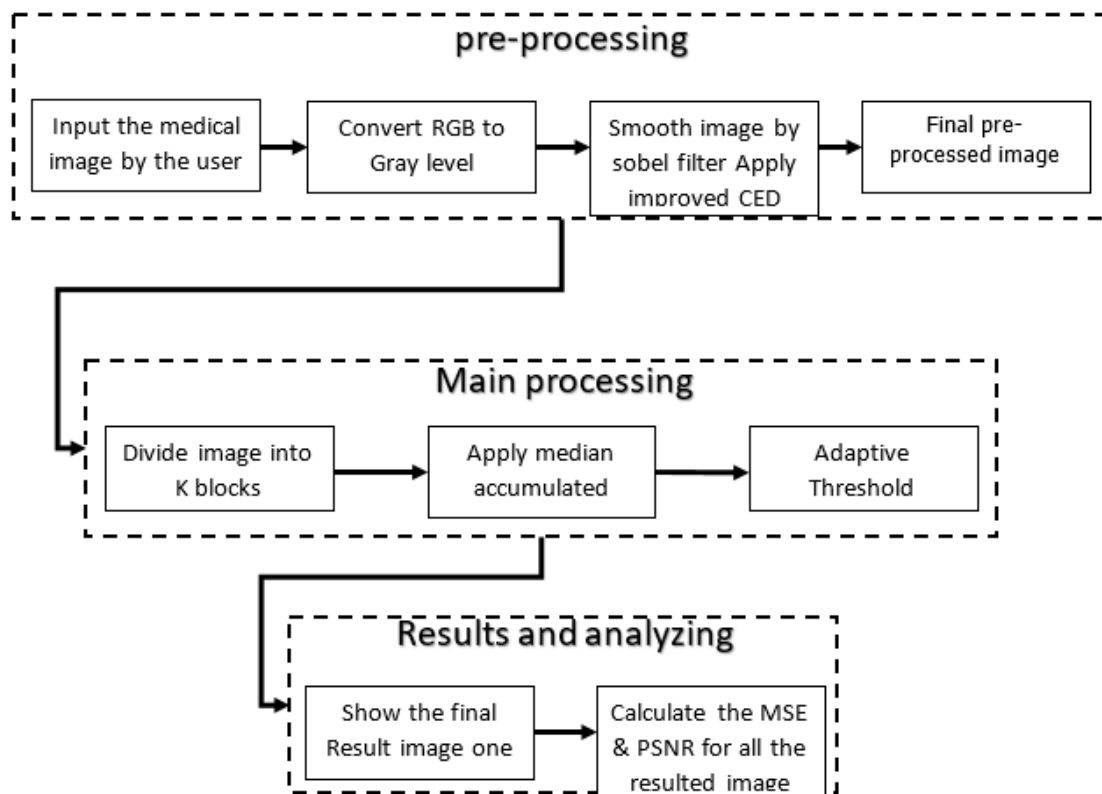 pre-processing
Input the medical
image by the user
Convert RGB to
Gray level
Smooth image by
sobel filter Apply
improved CED
Final pre-
processed image
Main processing
Divide image into
K blocks
Apply median
accumulated
Adaptive
Threshold
Results and analyzing
Show the final
Result image one
Calculate the MSE
& PSNR for all the
resulted image